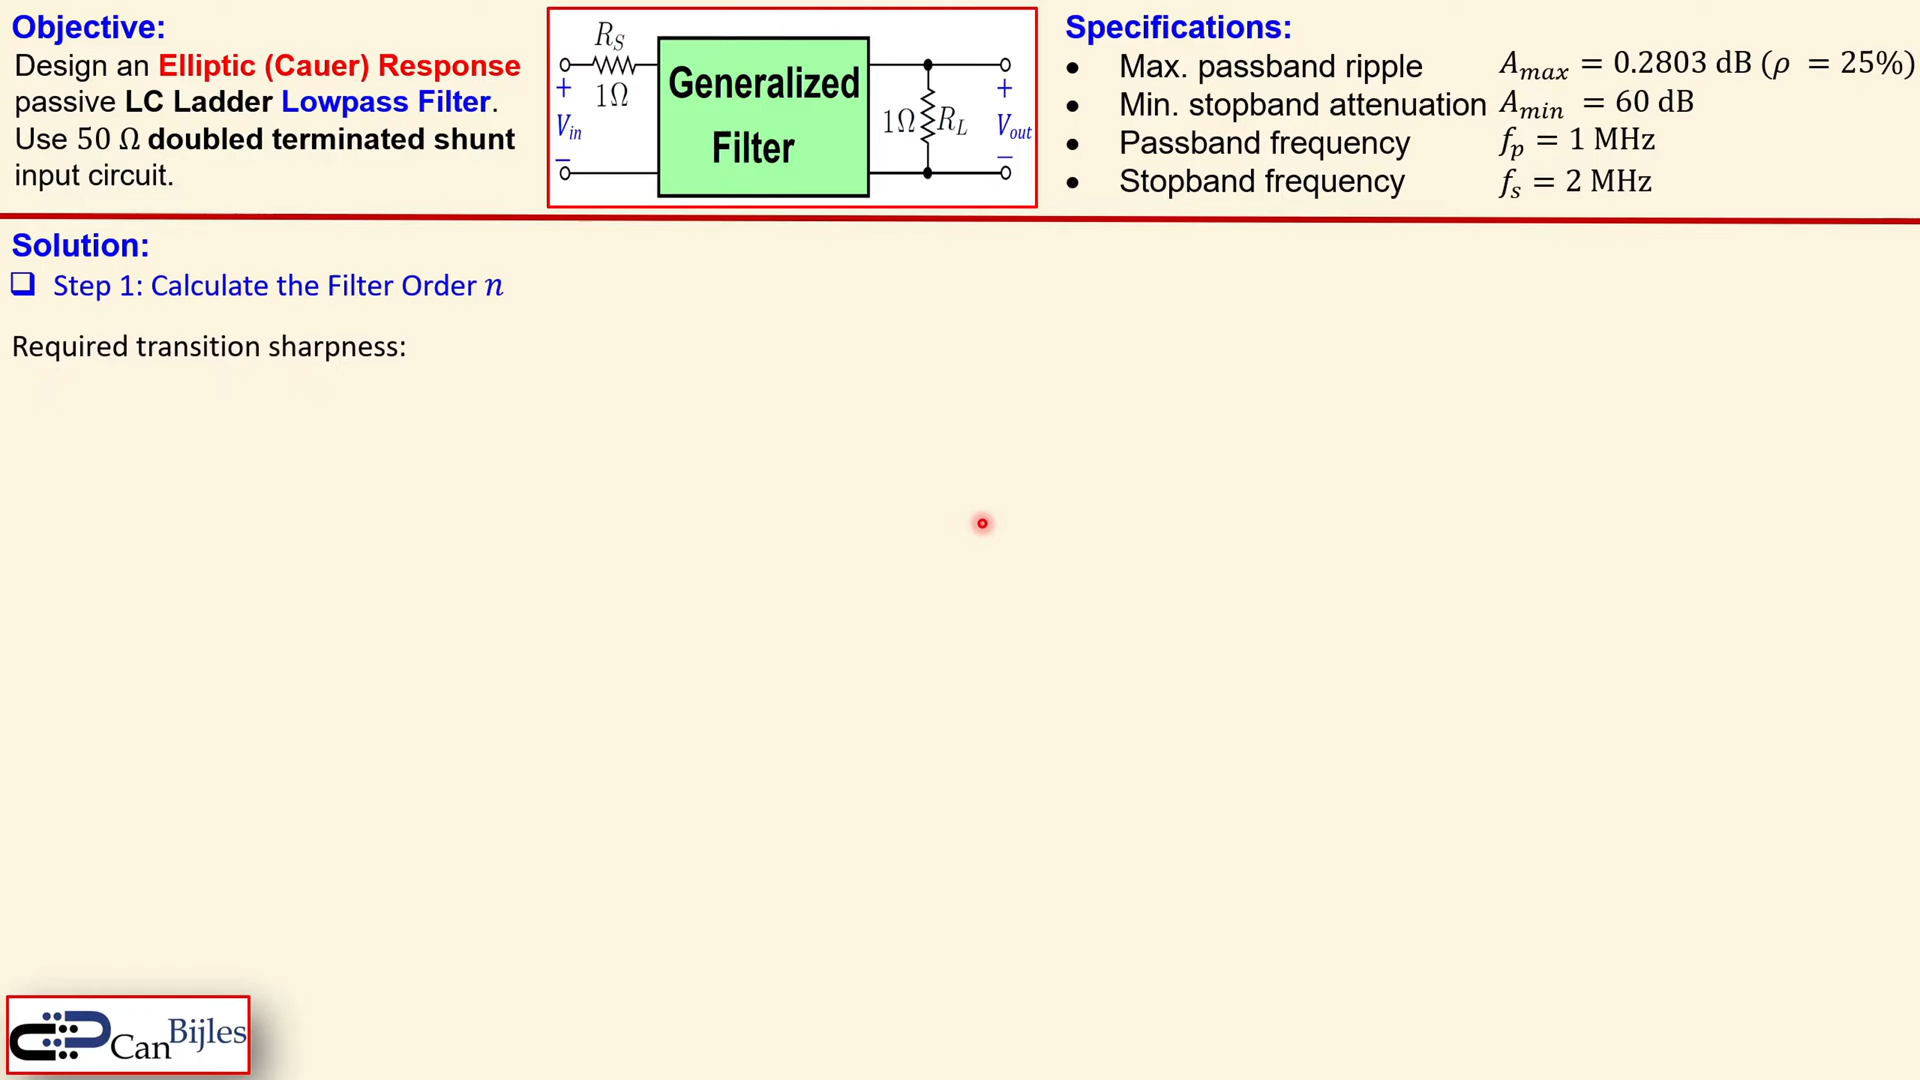 Objective:
Design an Elliptic (Cauer) Response
passive LC Ladder Lowpass Filter.
Use 50 Ω doubled terminated shunt
input circuit.
R_S
1Ω
+
V_in
−
Generalized
Filter
1Ω R_L
+
V_out
−
Specifications:
• Max. passband ripple A_max = 0.2803 dB (ρ = 25%)
• Min. stopband attenuation A_min = 60 dB
• Passband frequency f_p = 1 MHz
• Stopband frequency f_s = 2 MHz
Solution:
❑ Step 1: Calculate the Filter Order n
Required transition sharpness:
CanBijles